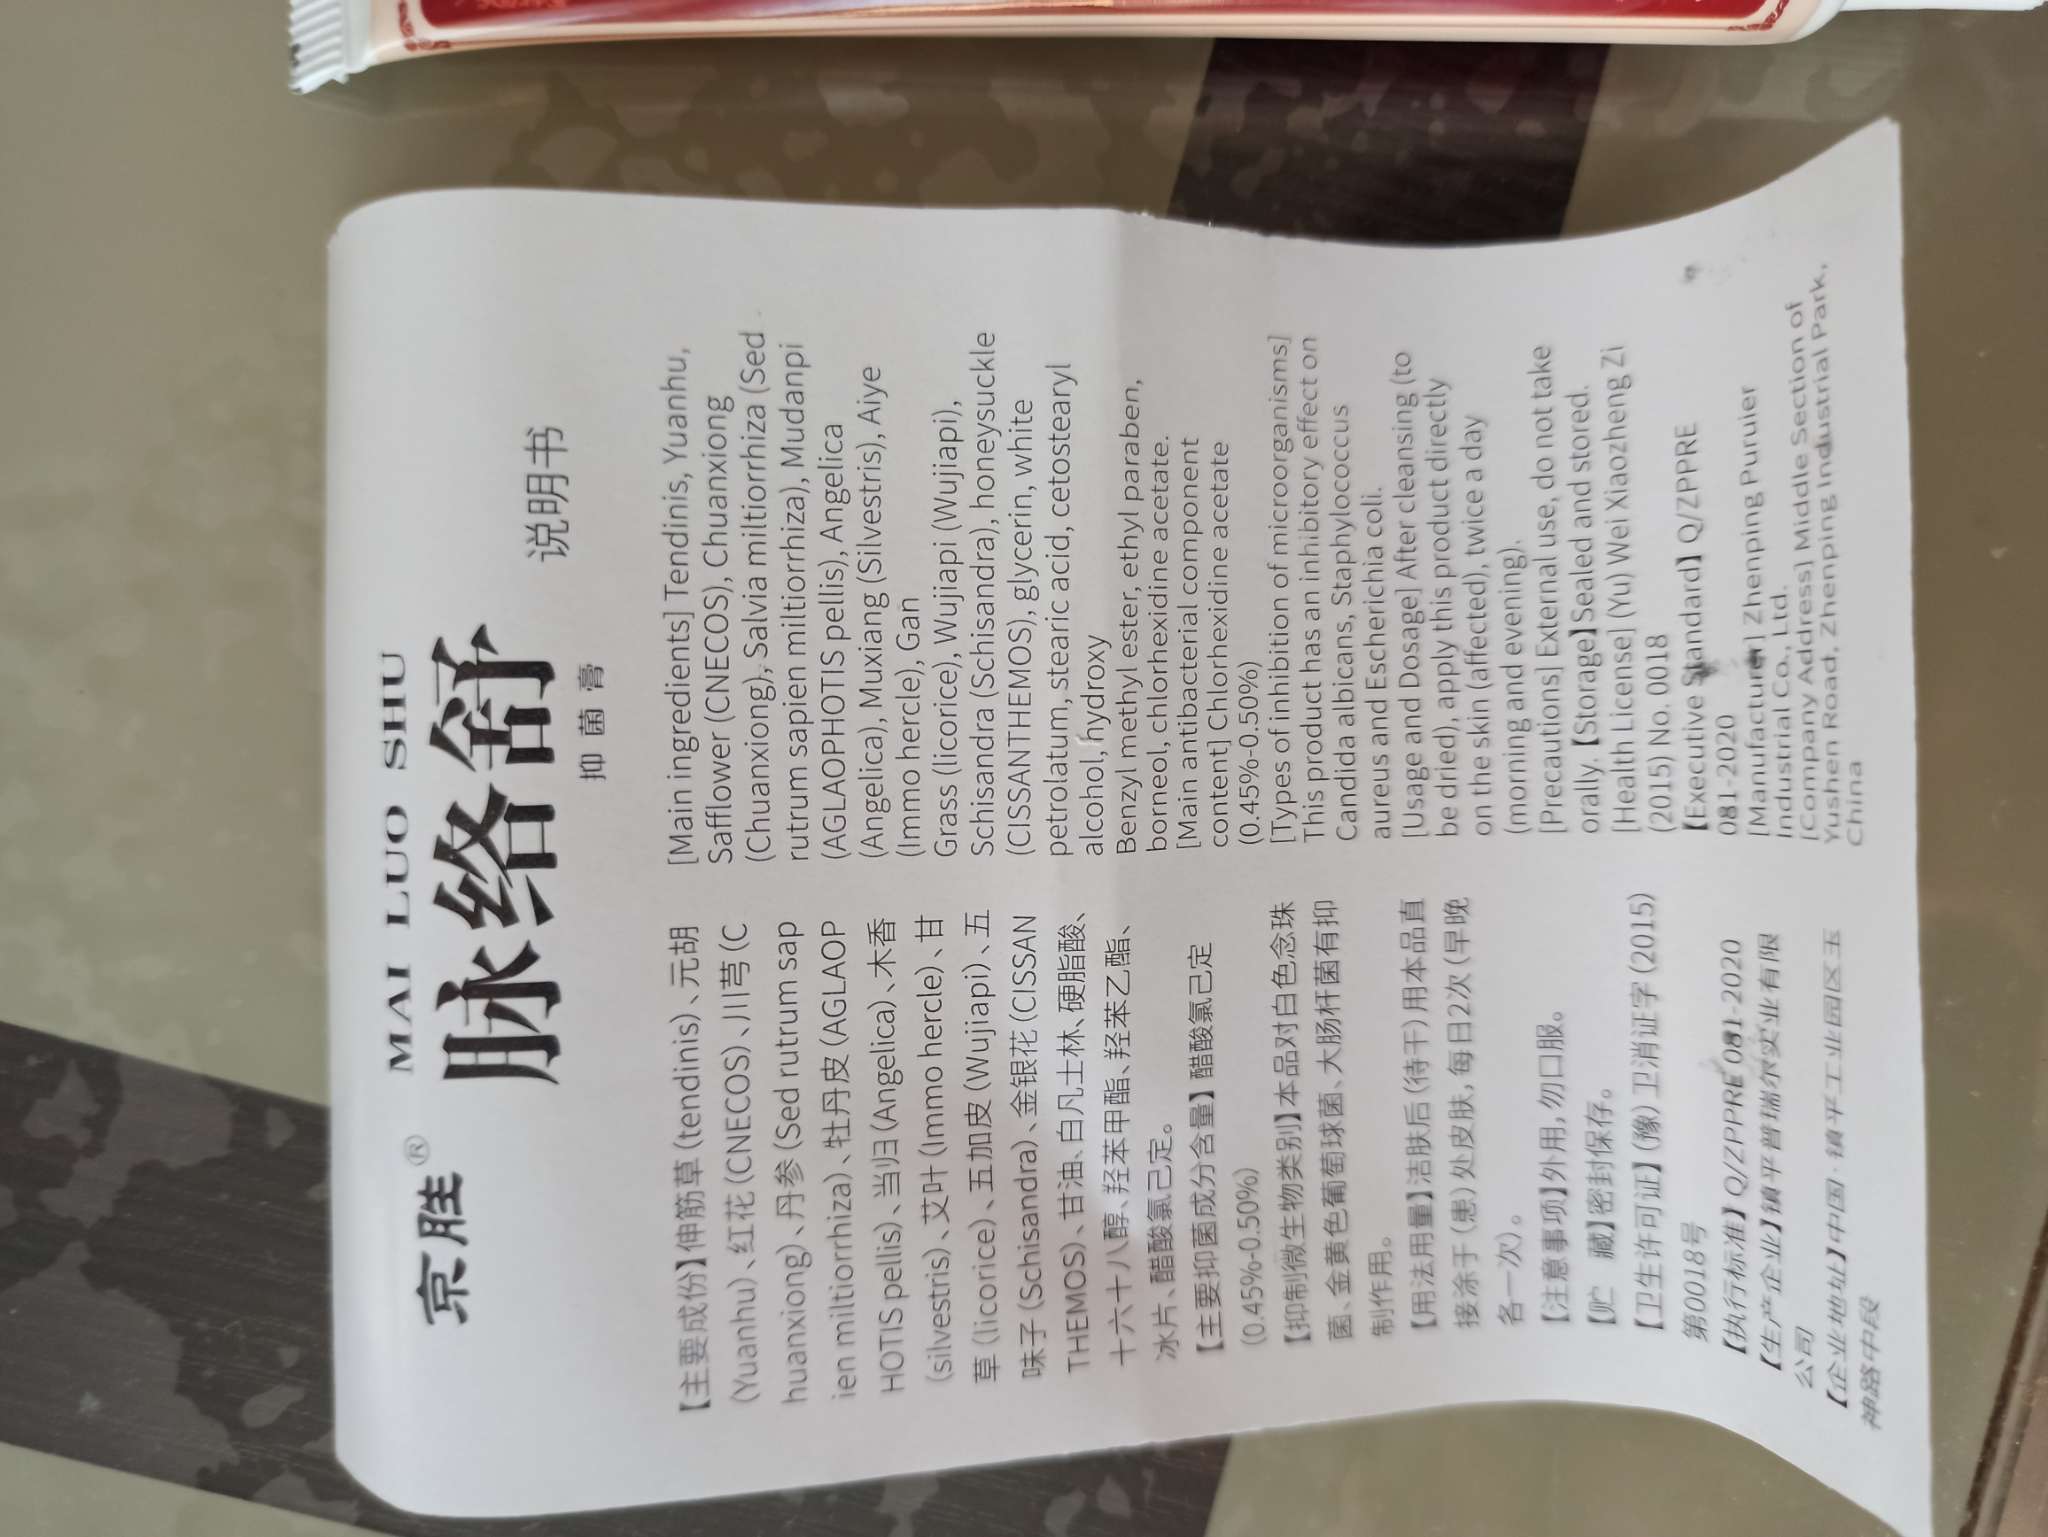 京胜®
MAI LUO SHU
脉络舒
说明书
抑菌膏
【主要成份】伸筋草(tendinis)、元胡
(Yuanhu)、红花(CNECOS)、川芎(C
huanxiong)、丹参(Sed rutrum sap
ien miltiorrhiza)、牡丹皮(AGLAOP
HOTIS pellis)、当归(Angelica)、木香
(silvestris)、艾叶(Immo hercle)、甘
草(licorice)、五加皮(Wujiapi)、五
味子(Schisandra)、金银花(CISSAN
THEMOS)、甘油、白凡士林、硬脂酸、
十六十八醇、羟苯甲酯、羟苯乙酯、
冰片、醋酸氯己定。
【主要抑菌成分含量】醋酸氯己定
(0.45%-0.50%)
【抑制微生物类别】本品对白色念珠
菌、金黄色葡萄球菌、大肠杆菌有抑
制作用。
【用法用量】洁肤后(待干)用本品直
接涂于(患)处皮肤,每日2次(早晚
各一次)。
【注意事项】外用,勿口服。
【贮 藏】密封保存。
【卫生许可证】(豫)卫消证字(2015)
第0018号
【执行标准】Q/ZPPRE 081-2020
【生产企业】镇平普瑞尔实业有限
公司
【企业地址】中国·镇平工业园区玉
神路中段
[Main ingredients] Tendinis, Yuanhu,
Safflower (CNECOS), Chuanxiong
(Chuanxiong), Salvia miltiorrhiza (Sed
rutrum sapien miltiorrhiza), Mudanpi
(AGLAOPHOTIS pellis), Angelica
(Angelica), Muxiang (Silvestris), Aiye
(Immo hercle), Gan
Grass (licorice), Wujiapi (Wujiapi),
Schisandra (Schisandra), honeysuckle
(CISSANTHEMOS), glycerin, white
petrolatum, stearic acid, cetostearyl
alcohol, hydroxy
Benzyl methyl ester, ethyl paraben,
borneol, chlorhexidine acetate.
[Main antibacterial component
content] Chlorhexidine acetate
(0.45%-0.50%)
[Types of inhibition of microorganisms]
This product has an inhibitory effect on
Candida albicans, Staphylococcus
aureus and Escherichia coli.
[Usage and Dosage] After cleansing (to
be dried), apply this product directly
on the skin (affected), twice a day
(morning and evening).
[Precautions] External use, do not take
orally.【Storage】Sealed and stored.
[Health License] (Yu) Wei Xiaozheng Zi
(2015) No. 0018
【Executive Standard】Q/ZPPRE
081-2020
[Manufacturer] Zhenping Puruier
Industrial Co., Ltd.
[Company Address] Middle Section of
Yushen Road, Zhenping Industrial Park,
China